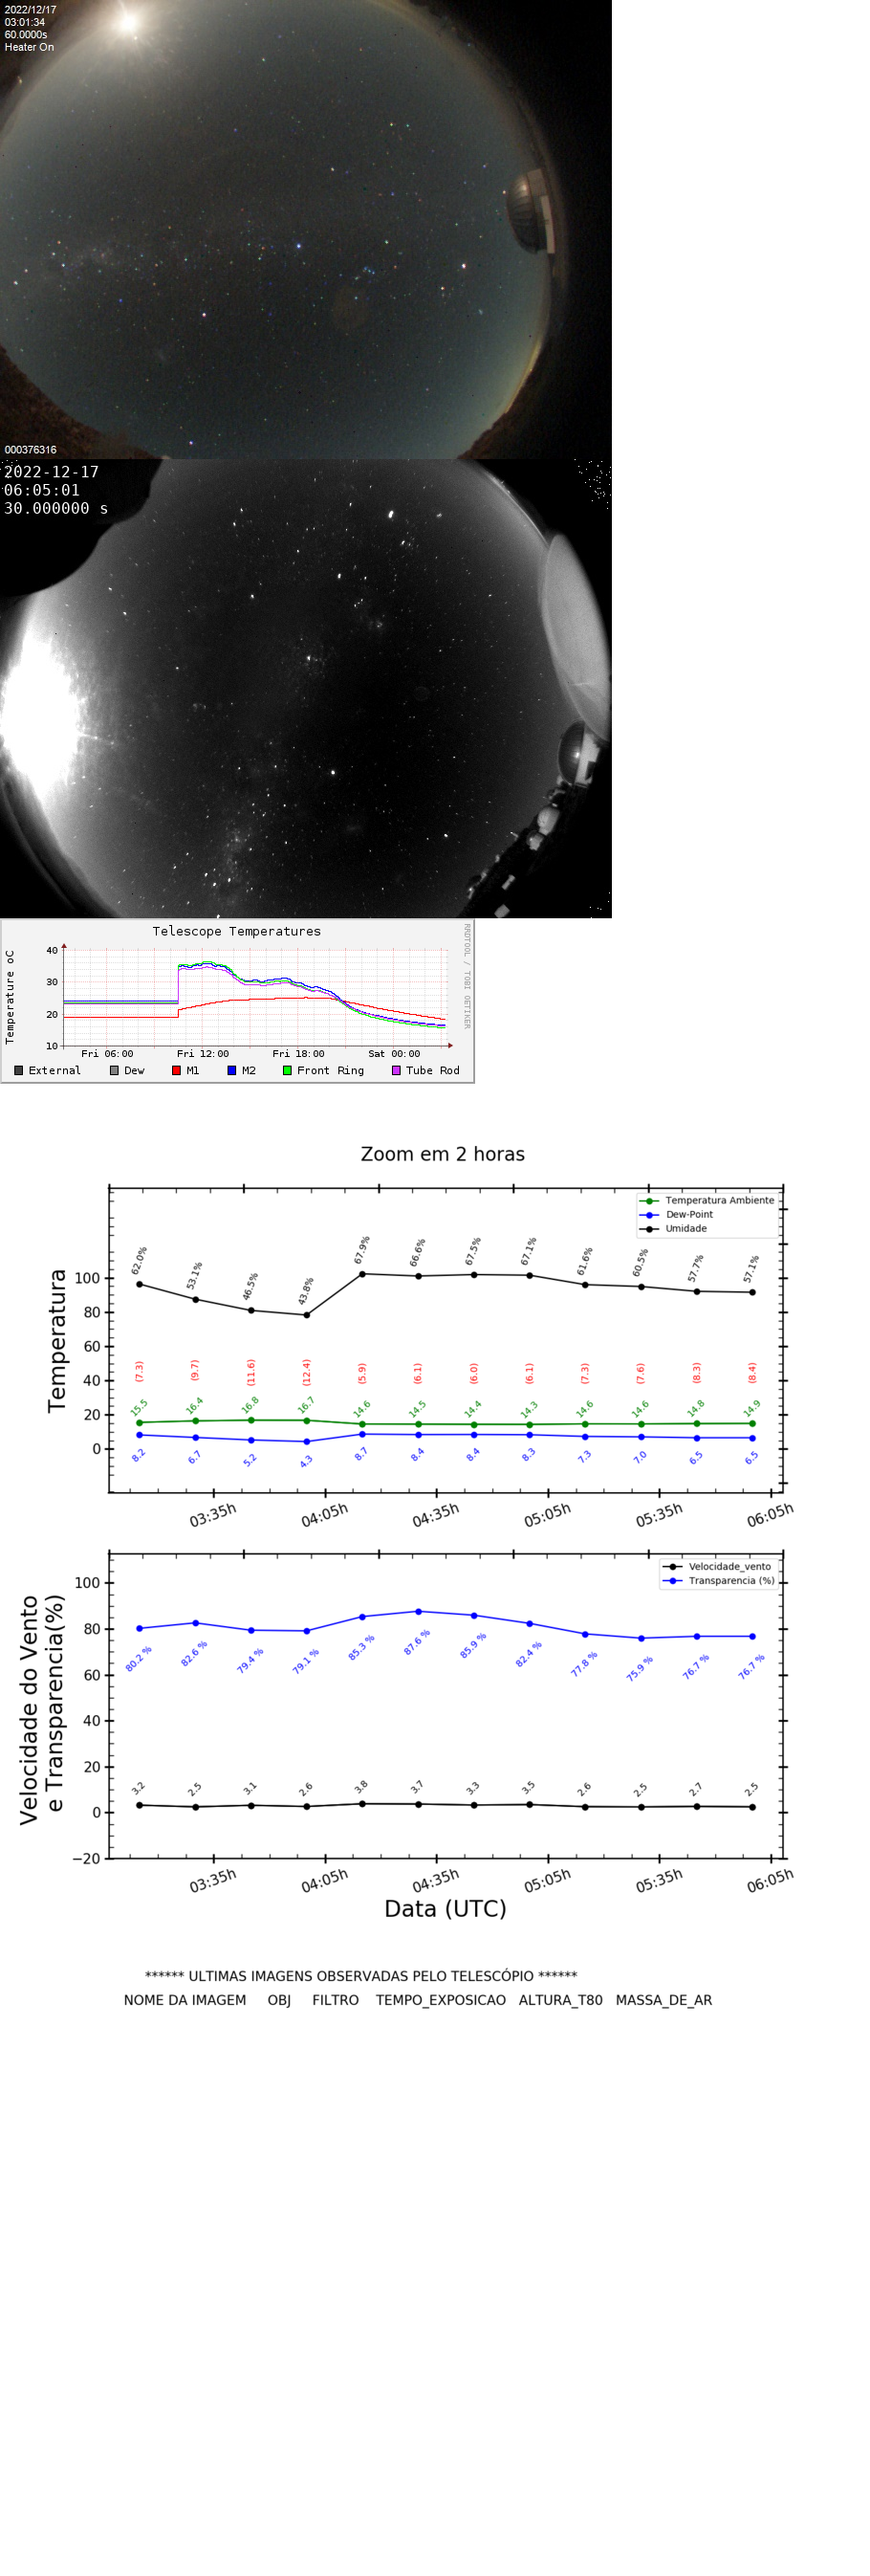 2022/12/17
03:01:34
60.0000s
Heater On
000376316
2022-12-17
06:05:01
30.000000 s
Telescope Temperatures
RRDTOOL / TOBI OETIKER
Temperature oC
40
30
20
10
Fri 06:00 Fri 12:00 Fri 18:00 Sat 00:00
External Dew M1 M2 Front Ring Tube Rod
Zoom em 2 horas
Temperatura Ambiente
Dew-Point
Umidade
Temperatura
100
80
60
40
20
0
62.0% 53.1% 46.5% 43.8% 67.9% 66.6% 67.5% 67.1% 61.6% 60.5% 57.7% 57.1%
(7.3) (9.7) (11.6) (12.4) (5.9) (6.1) (6.0) (6.1) (7.3) (7.6) (8.3) (8.4)
15.5 16.4 16.8 16.7 14.6 14.5 14.4 14.3 14.6 14.6 14.8 14.9
8.2 6.7 5.2 4.3 8.7 8.4 8.4 8.3 7.3 7.0 6.5 6.5
03:35h 04:05h 04:35h 05:05h 05:35h 06:05h
Velocidade_vento
Transparencia (%)
Velocidade do Vento
e Transparencia(%)
100
80
60
40
20
0
−20
80.2 % 82.6 % 79.4 % 79.1 % 85.3 % 87.6 % 85.9 % 82.4 % 77.8 % 75.9 % 76.7 % 76.7 %
3.2 2.5 3.1 2.6 3.8 3.7 3.3 3.5 2.6 2.5 2.7 2.5
03:35h 04:05h 04:35h 05:05h 05:35h 06:05h
Data (UTC)
****** ULTIMAS IMAGENS OBSERVADAS PELO TELESCÓPIO ******
NOME DA IMAGEM OBJ FILTRO TEMPO_EXPOSICAO ALTURA_T80 MASSA_DE_AR